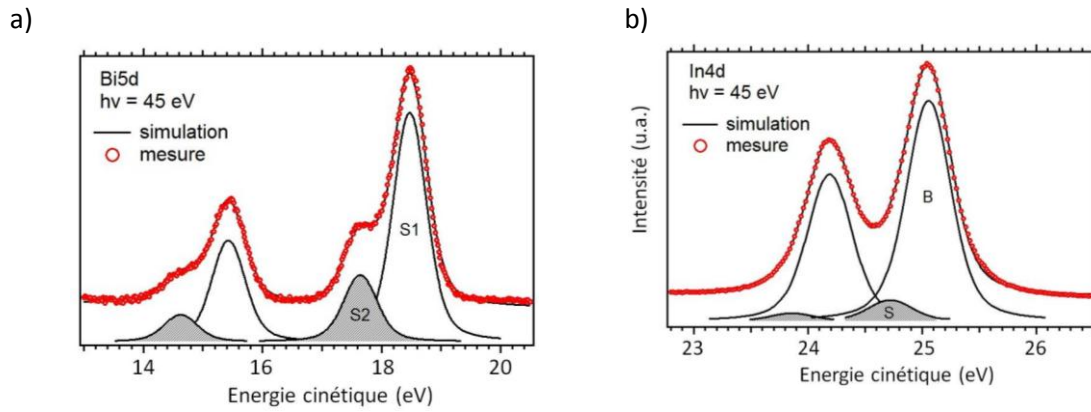 a)
Bi5d
hν = 45 eV
simulation
mesure
S1
S2
14 16 18 20
Energie cinétique (eV)
b)
In4d
hν = 45 eV
simulation
mesure
B
S
Intensité (u.a.)
23 24 25 26
Energie cinétique (eV)